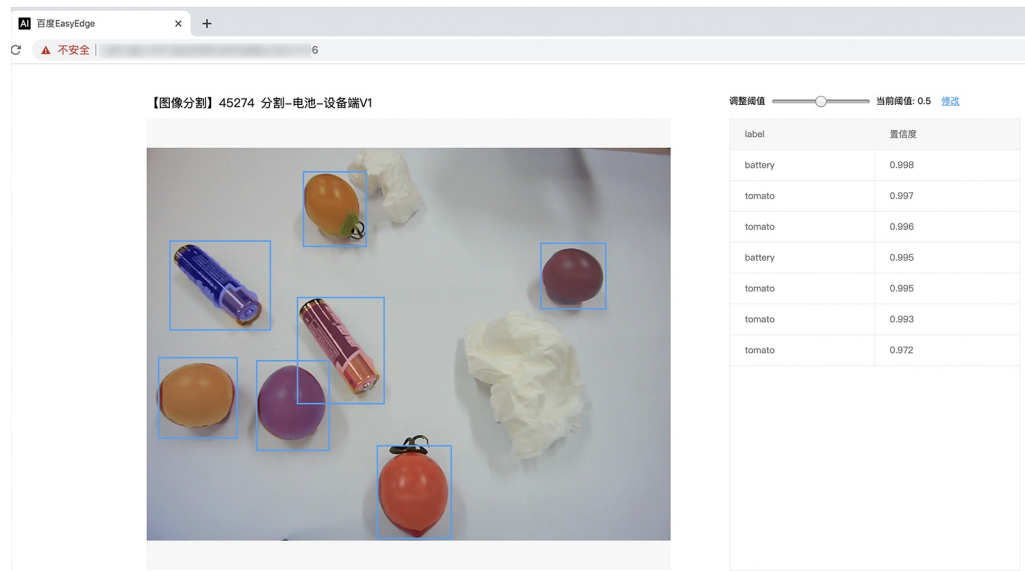 AI 百度EasyEdge × +
不安全 6
【图像分割】45274 分割-电池-设备端V1
调整阈值 当前阈值: 0.5 修改
label 置信度
battery 0.998
tomato 0.997
tomato 0.996
battery 0.995
tomato 0.995
tomato 0.993
tomato 0.972